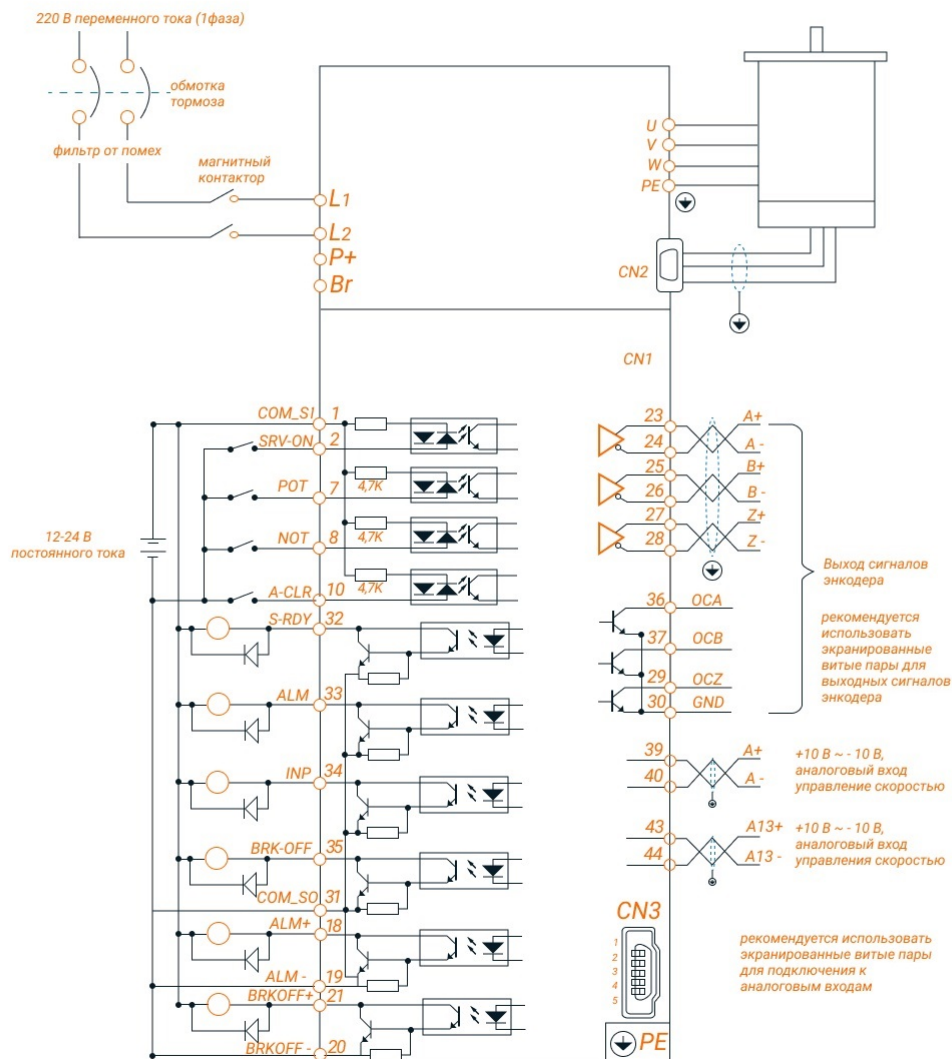 220 В переменного тока (1фаза)
обмотка
тормоза
фильтр от помех
магнитный
контактор
L1
L2
P+
Br
U
V
W
PE
CN2
CN1
COM_SI 1
SRV-ON 2
4,7K
POT 7
4,7K
NOT 8
4,7K
A-CLR 10
12-24 В
постоянного тока
S-RDY 32
ALM 33
INP 34
BRK-OFF 35
COM_SO 31
ALM+ 18
ALM - 19
BRKOFF+ 21
BRKOFF - 20
23 A+
24 A -
25 B+
26 B -
27 Z+
28 Z -
36 OCA
37 OCB
29 OCZ
30 GND
Выход сигналов
энкодера
рекомендуется
использовать
экранированные
витые пары для
выходных сигналов
энкодера
39 A+
40 A -
+10 В ~ - 10 В,
аналоговый вход
управление скоростью
43 A13+
44 A13 -
+10 В ~ - 10 В,
аналоговый вход
управления скоростью
CN3
1
2
3
4
5
PE
рекомендуется использовать
экранированные витые пары
для подключения к
аналоговым входам